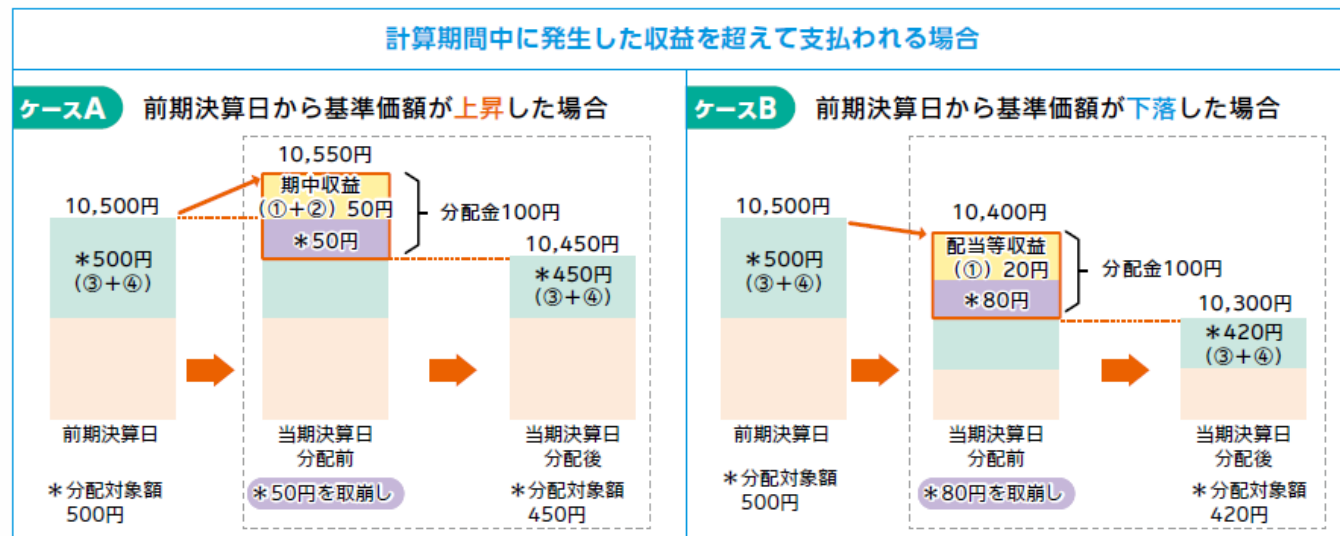 計算期間中に発生した収益を超えて支払われる場合
ケースA 前期決算日から基準価額が上昇した場合
10,550円
期中収益
(①+②) 50円
分配金100円
10,500円
*50円
10,450円
*500円
(③+④)
*450円
(③+④)
前期決算日
当期決算日
分配前
当期決算日
分配後
*分配対象額
500円
*50円を取崩し
*分配対象額
450円
ケースB 前期決算日から基準価額が下落した場合
10,500円
10,400円
配当等収益
(①) 20円
分配金100円
*500円
(③+④)
*80円
10,300円
*420円
(③+④)
前期決算日
当期決算日
分配前
当期決算日
分配後
*分配対象額
500円
*80円を取崩し
*分配対象額
420円